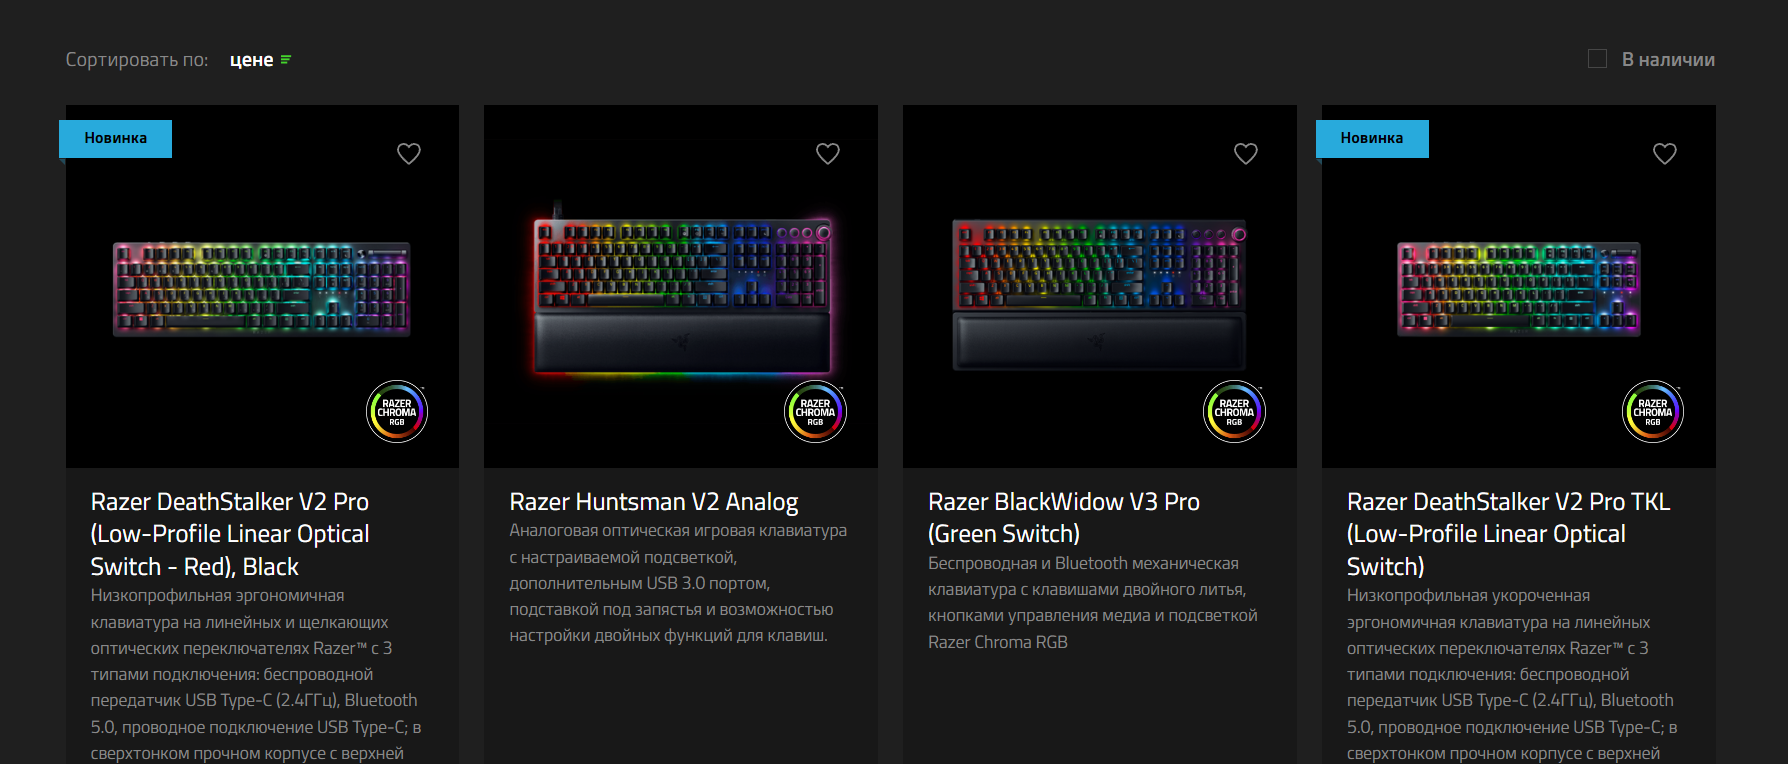 Сортировать по: цене
В наличии
Новинка
RAZER
CHROMA
RGB
Razer DeathStalker V2 Pro
(Low-Profile Linear Optical
Switch - Red), Black
Низкопрофильная эргономичная
клавиатура на линейных и щелкающих
оптических переключателях Razer™ с 3
типами подключения: беспроводной
передатчик USB Type-C (2.4ГГц), Bluetooth
5.0, проводное подключение USB Type-C; в
сверхтонком прочном корпусе с верхней
RAZER
CHROMA
RGB
Razer Huntsman V2 Analog
Аналоговая оптическая игровая клавиатура
с настраиваемой подсветкой,
дополнительным USB 3.0 портом,
подставкой под запястья и возможностью
настройки двойных функций для клавиш.
RAZER
CHROMA
RGB
Razer BlackWidow V3 Pro
(Green Switch)
Беспроводная и Bluetooth механическая
клавиатура с клавишами двойного литья,
кнопками управления медиа и подсветкой
Razer Chroma RGB
Новинка
RAZER
CHROMA
RGB
Razer DeathStalker V2 Pro TKL
(Low-Profile Linear Optical
Switch)
Низкопрофильная укороченная
эргономичная клавиатура на линейных
оптических переключателях Razer™ с 3
типами подключения: беспроводной
передатчик USB Type-C (2.4ГГц), Bluetooth
5.0, проводное подключение USB Type-C; в
сверхтонком прочном корпусе с верхней